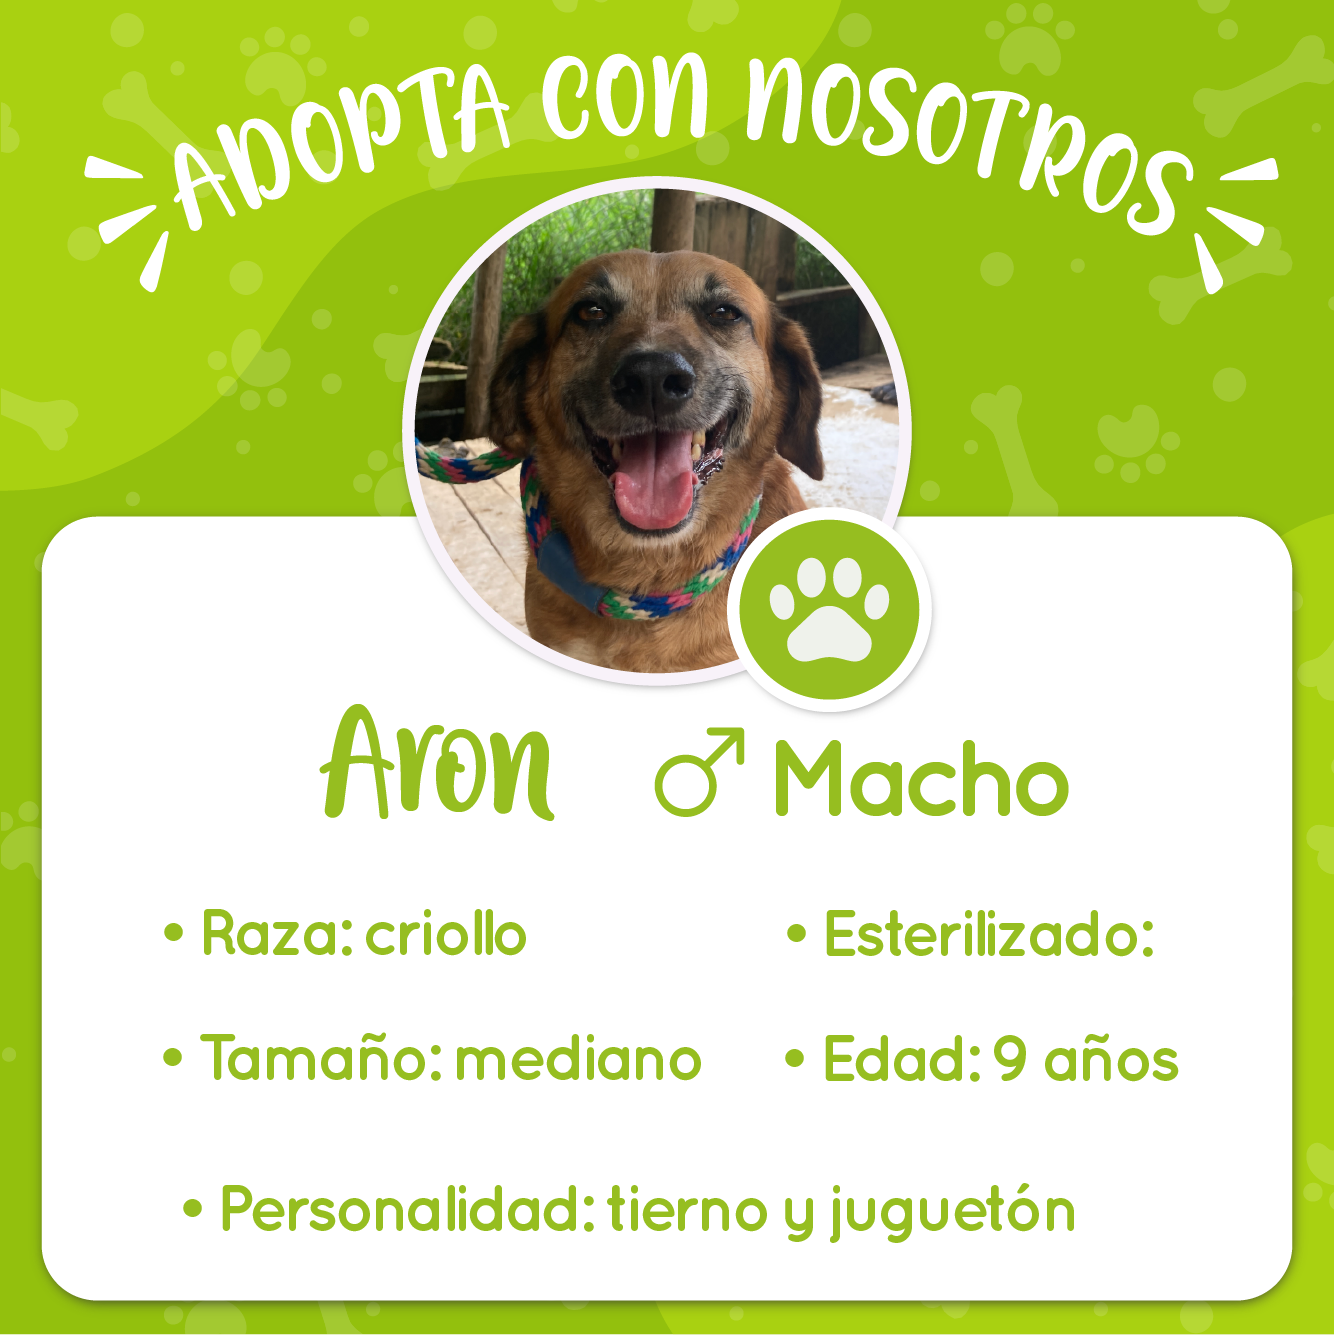 ADOPTA CON NOSOTROS
Aron ♂ Macho
• Raza: criollo
• Esterilizado:
• Tamaño: mediano
• Edad: 9 años
• Personalidad: tierno y juguetón